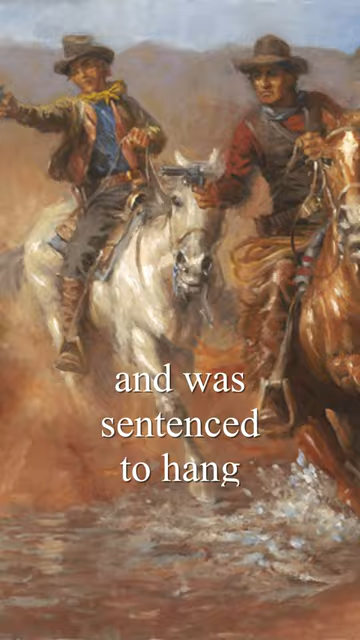 and was
sentenced
to hang